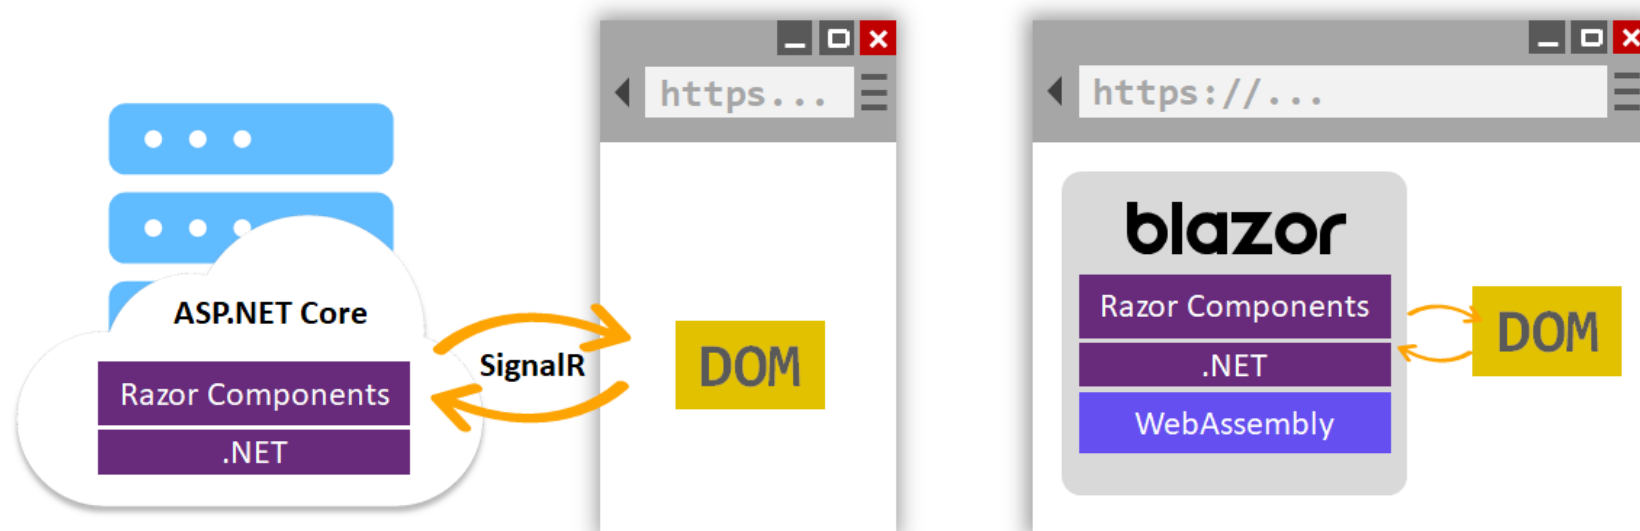 https...
ASP.NET Core
Razor Components
.NET
SignalR
DOM
https://...
blazor
Razor Components
.NET
WebAssembly
DOM